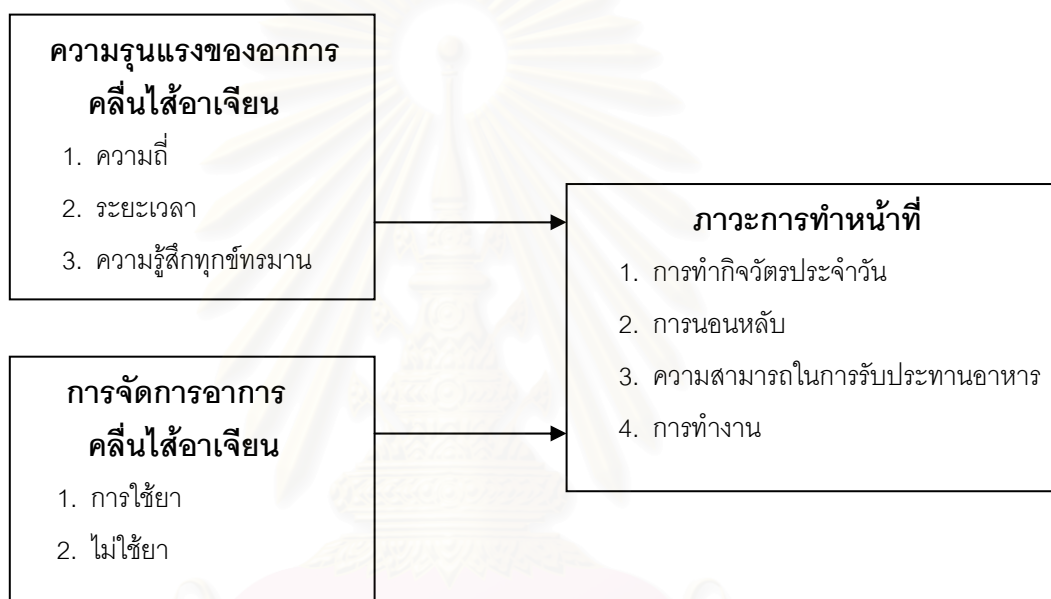 ความรุนแรงของอาการ
คลื่นไส้อาเจียน
1. ความถี่
2. ระยะเวลา
3. ความรู้สึกทุกข์ทรมาน
ภาวะการทำหน้าที่
1. การทำกิจวัตรประจำวัน
2. การนอนหลับ
3. ความสามารถในการรับประทานอาหาร
4. การทำงาน
การจัดการอาการ
คลื่นไส้อาเจียน
1. การใช้ยา
2. ไม่ใช้ยา